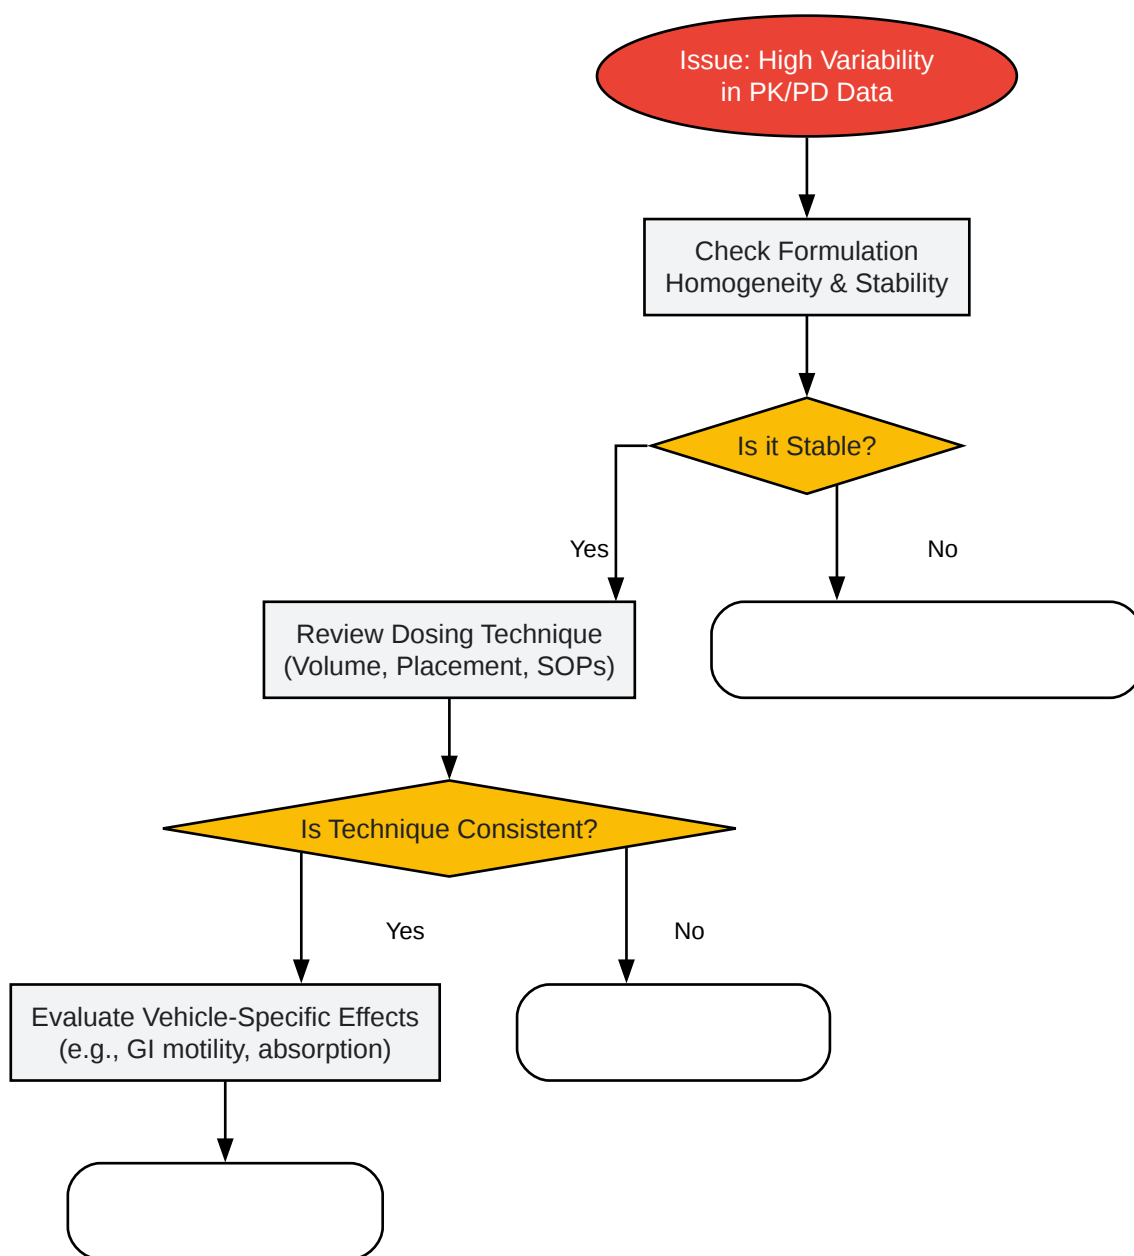 Issue: High Variability
in PK/PD Data
Check Formulation
Homogeneity & Stability
Is it Stable?
Yes
No
Review Dosing Technique
(Volume, Placement, SOPs)
Is Technique Consistent?
Yes
No
Evaluate Vehicle-Specific Effects
(e.g., GI motility, absorption)